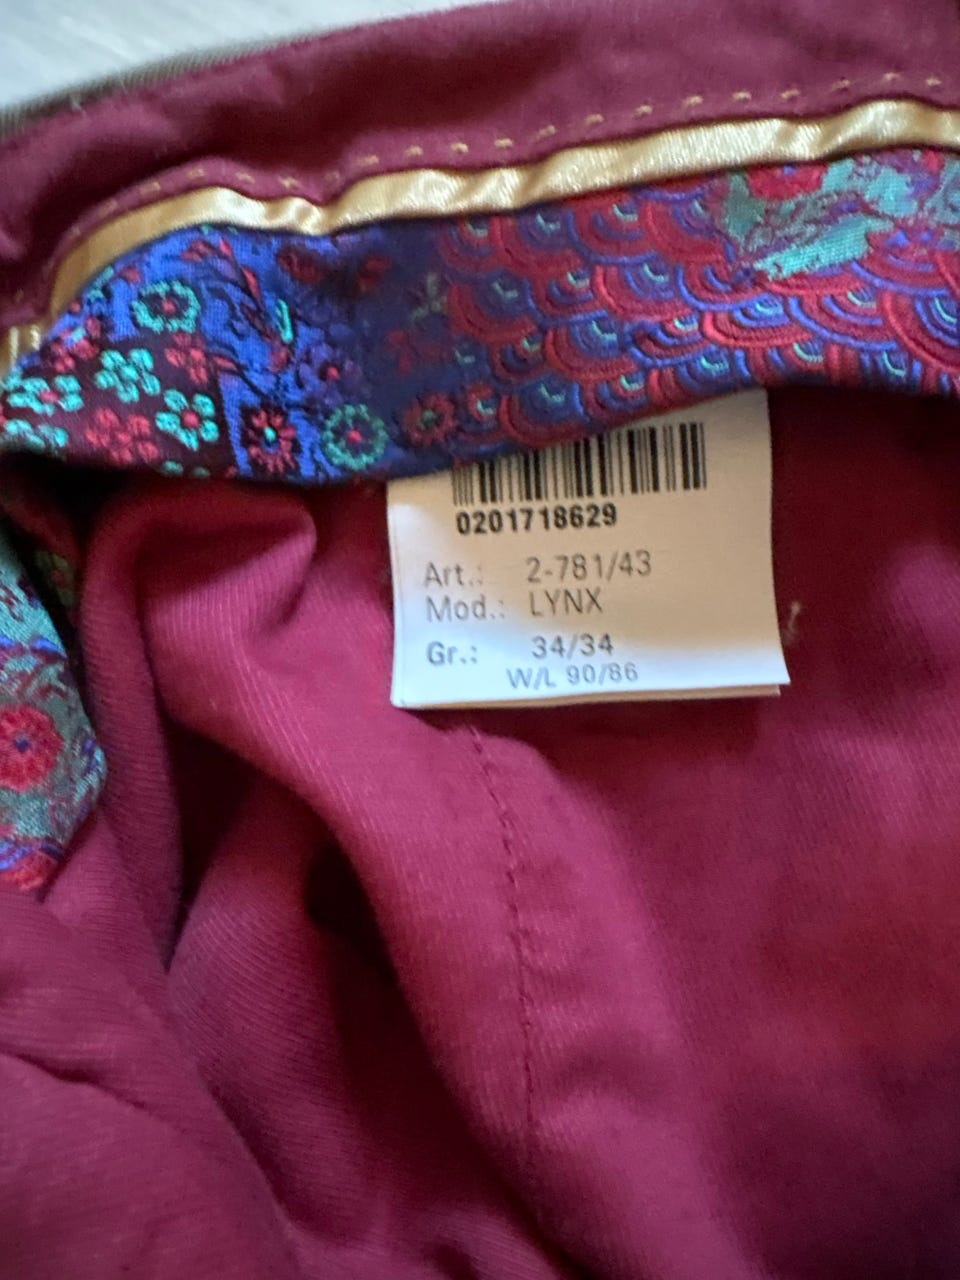 0201718629
Art.: 2-781/43
Mod.: LYNX
Gr.: 34/34
W/L 90/86